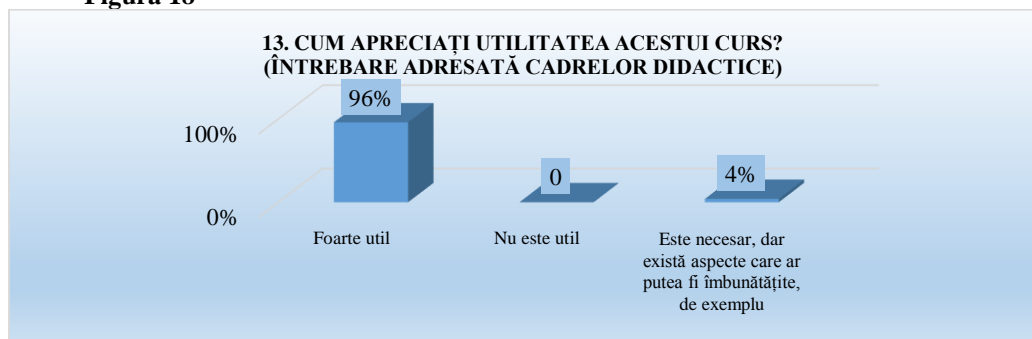 Figura 18
13. CUM APRECIAȚI UTILITATEA ACESTUI CURS?
(ÎNTREBARE ADRESATĂ CADRELOR DIDACTICE)
96%
100%
0
4%
0%
Foarte util
Nu este util
Este necesar, dar
există aspecte care ar
putea fi îmbunătățite,
de exemplu